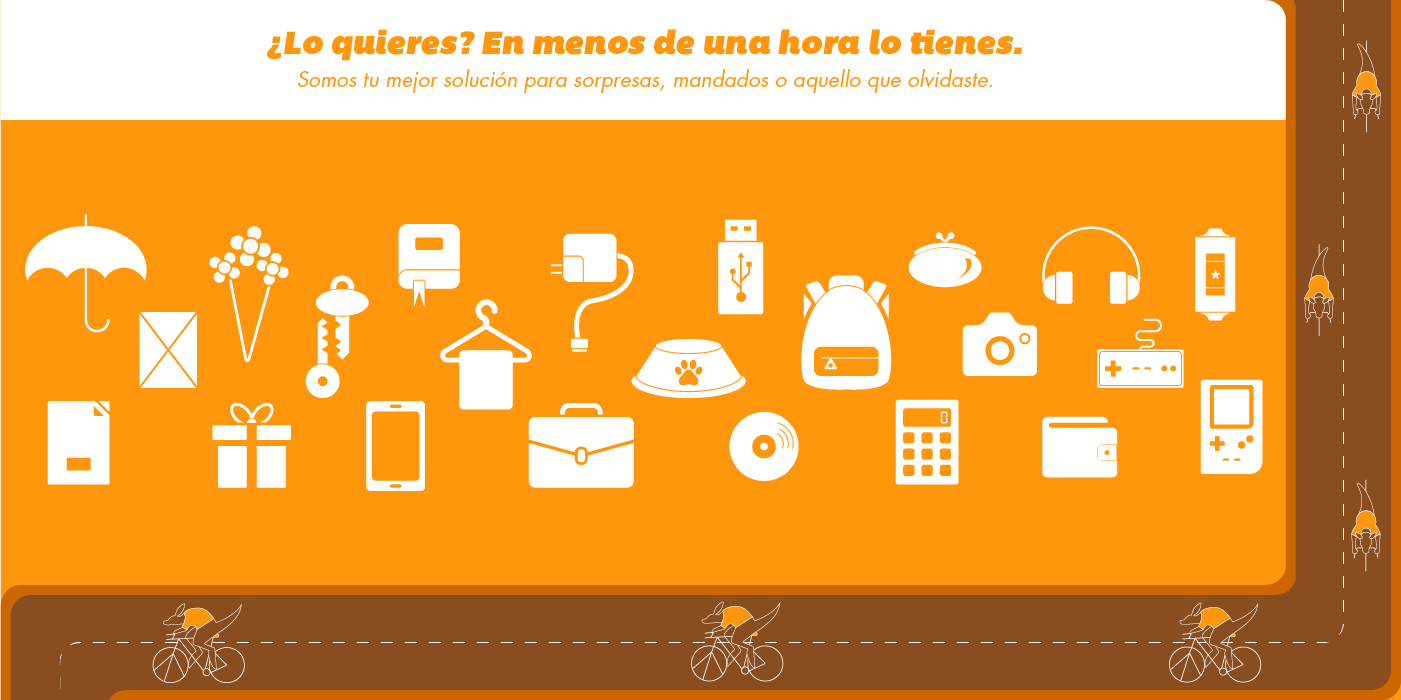 ¿Lo quieres? En menos de una hora lo tienes.
Somos tu mejor solución para sorpresas, mandados o aquello que olvidaste.
0